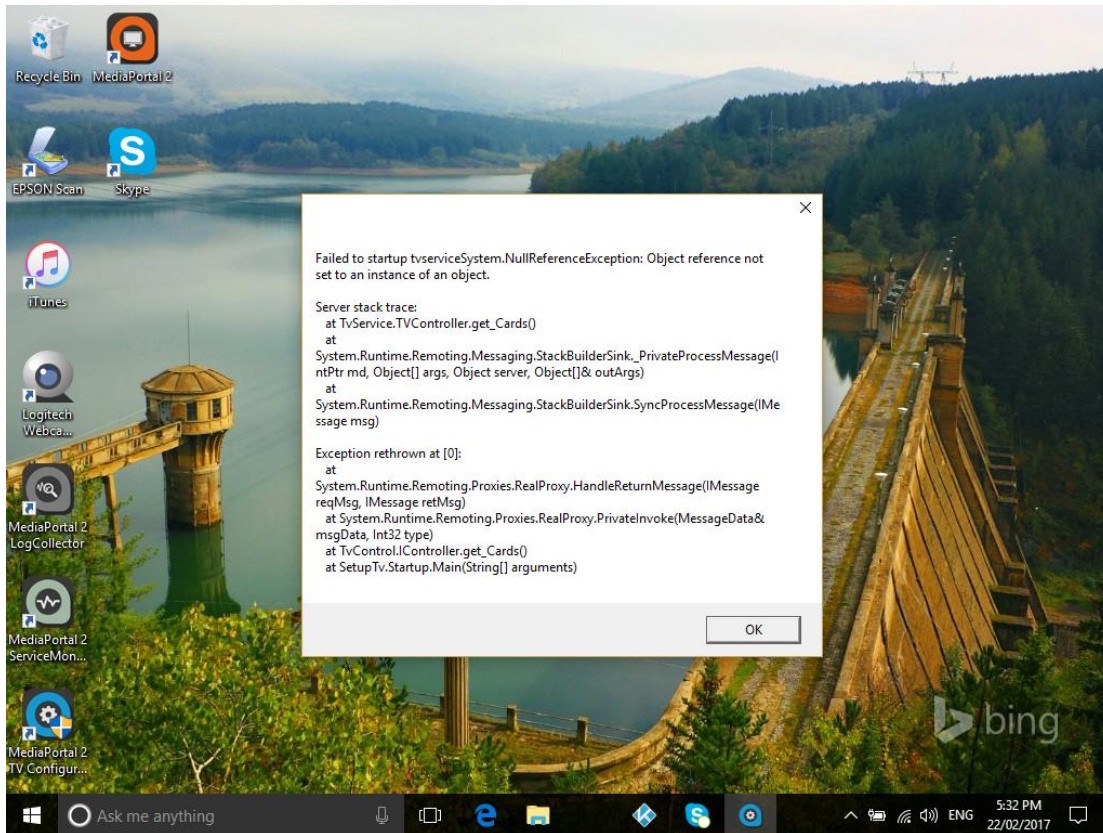 Recycle Bin
MediaPortal 2
EPSON Scan
Skype
iTunes
Logitech
Webca...
MediaPortal 2
LogCollector
MediaPortal 2
ServiceMon...
MediaPortal 2
TV Configur...
Failed to startup tvserviceSystem.NullReferenceException: Object reference not
set to an instance of an object.
Server stack trace:
at TvService.TVController.get_Cards()
at
System.Runtime.Remoting.Messaging.StackBuilderSink._PrivateProcessMessage(I
ntPtr md, Object[] args, Object server, Object[]& outArgs)
at
System.Runtime.Remoting.Messaging.StackBuilderSink.SyncProcessMessage(IMe
ssage msg)
Exception rethrown at [0]:
at
System.Runtime.Remoting.Proxies.RealProxy.HandleReturnMessage(IMessage
reqMsg, IMessage retMsg)
at System.Runtime.Remoting.Proxies.RealProxy.PrivateInvoke(MessageData&
msgData, Int32 type)
at TvControl.IController.get_Cards()
at SetupTv.Startup.Main(String[] arguments)
OK
bing
Ask me anything
ENG
5:32 PM
22/02/2017